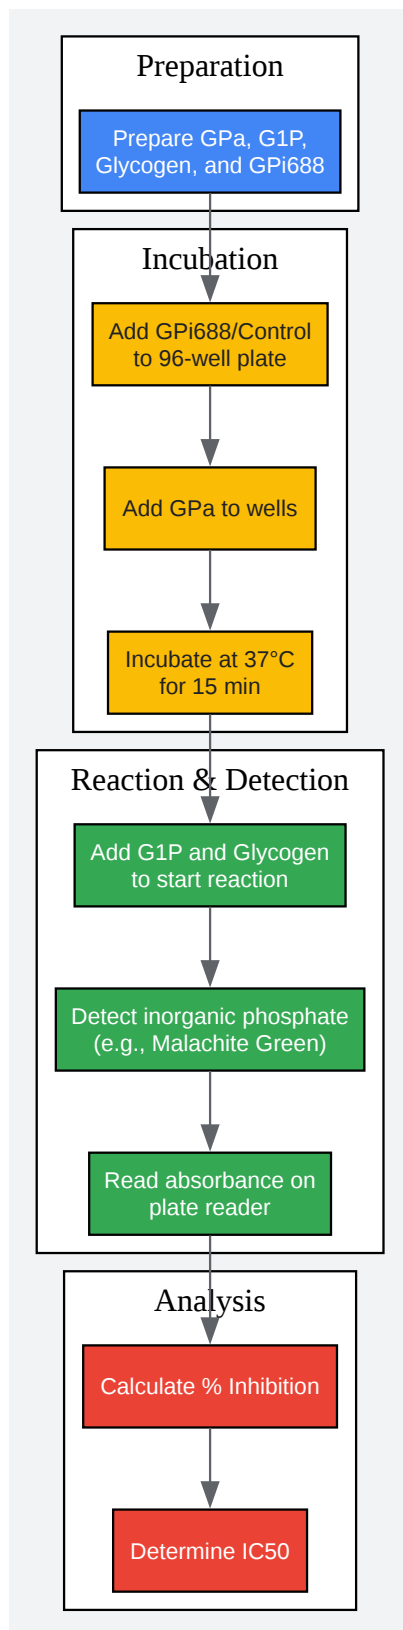 Preparation
Prepare GPa, G1P,
Glycogen, and GPi688
Incubation
Add GPi688/Control
to 96-well plate
Add GPa to wells
Incubate at 37°C
for 15 min
Reaction & Detection
Add G1P and Glycogen
to start reaction
Detect inorganic phosphate
(e.g., Malachite Green)
Read absorbance on
plate reader
Analysis
Calculate % Inhibition
Determine IC50